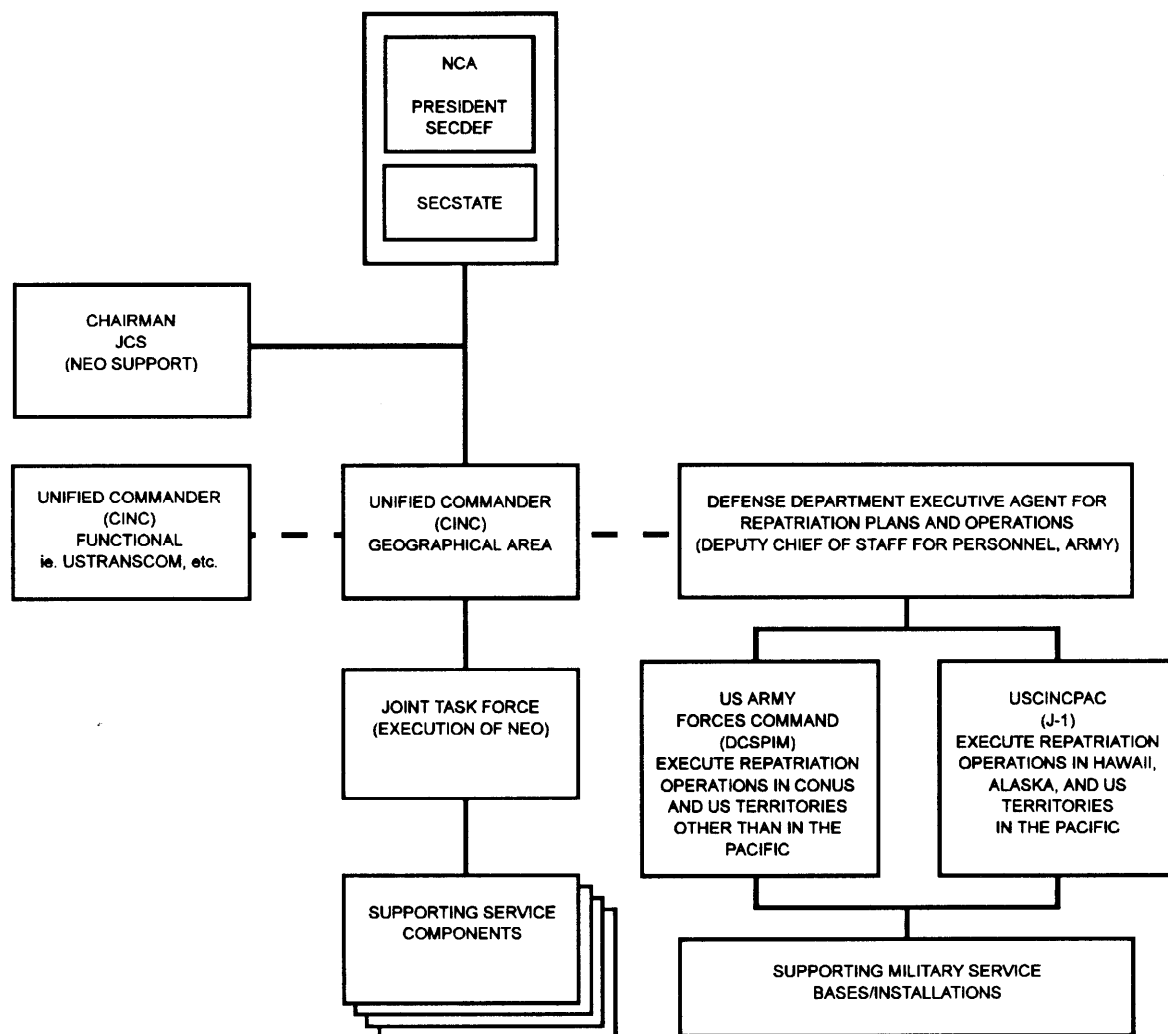 NCA
PRESIDENT
SECDEF
SECSTATE
CHAIRMAN
JCS
(NEO SUPPORT)
UNIFIED COMMANDER
(CINC)
FUNCTIONAL
ie. USTRANSCOM, etc.
UNIFIED COMMANDER
(CINC)
GEOGRAPHICAL AREA
DEFENSE DEPARTMENT EXECUTIVE AGENT FOR
REPATRIATION PLANS AND OPERATIONS
(DEPUTY CHIEF OF STAFF FOR PERSONNEL, ARMY)
JOINT TASK FORCE
(EXECUTION OF NEO)
US ARMY
FORCES COMMAND
(DCSPIM)
EXECUTE REPATRIATION
OPERATIONS IN CONUS
AND US TERRITORIES
OTHER THAN IN THE
PACIFIC
USCINCPAC
(J-1)
EXECUTE REPATRIATION
OPERATIONS IN HAWAII,
ALASKA, AND US
TERRITORIES
IN THE PACIFIC
SUPPORTING SERVICE
COMPONENTS
SUPPORTING MILITARY SERVICE
BASES/INSTALLATIONS